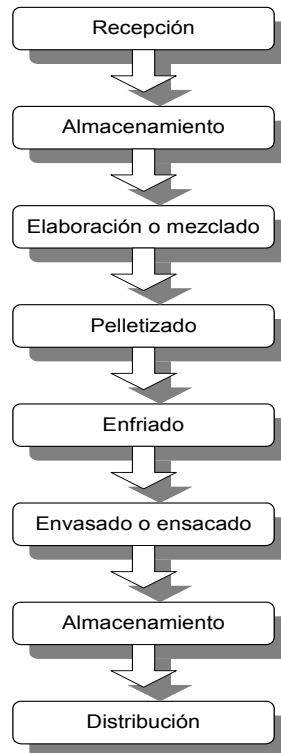 Recepción
Almacenamiento
Elaboración o mezclado
Pelletizado
Enfriado
Envasado o ensacado
Almacenamiento
Distribución